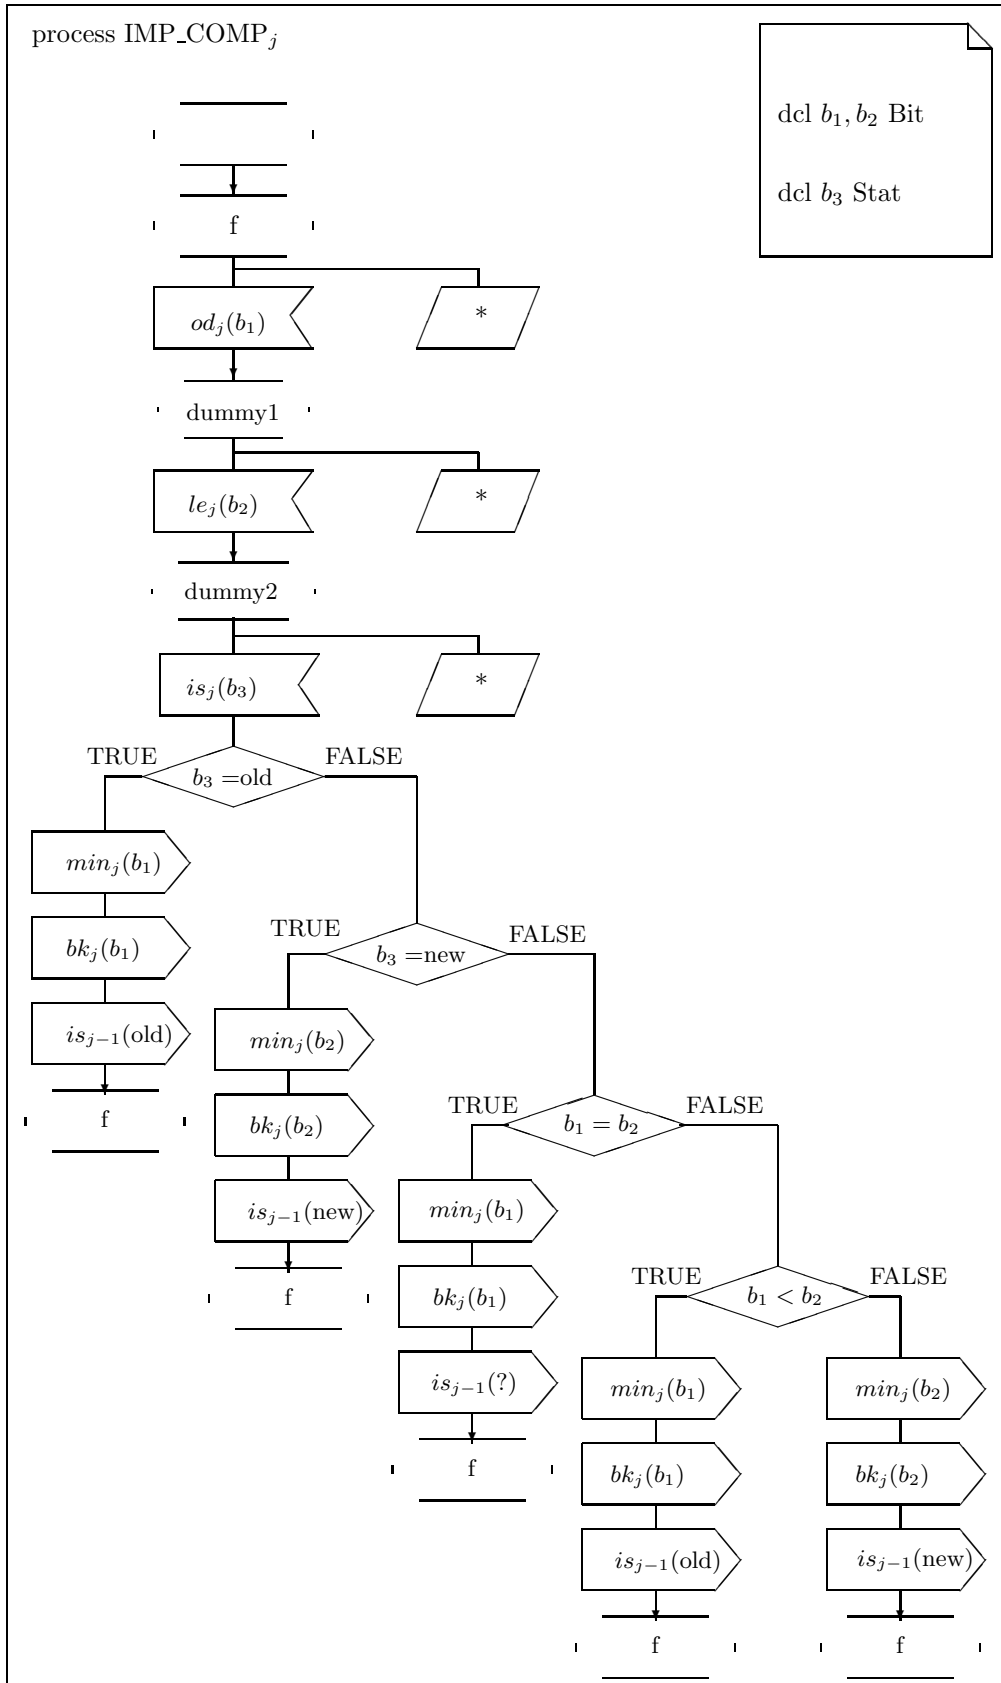 process IMP_COMP_j
dcl b_1, b_2 Bit
dcl b_3 Stat
f
od_j(b_1)
*
dummy1
le_j(b_2)
*
dummy2
is_j(b_3)
*
TRUE
FALSE
b_3 =old
min_j(b_1)
bk_j(b_1)
is_{j−1}(old)
f
TRUE
FALSE
b_3 =new
min_j(b_2)
bk_j(b_2)
is_{j−1}(new)
f
TRUE
FALSE
b_1 = b_2
min_j(b_1)
bk_j(b_1)
is_{j−1}(?)
f
TRUE
FALSE
b_1 < b_2
min_j(b_1)
bk_j(b_1)
is_{j−1}(old)
f
min_j(b_2)
bk_j(b_2)
is_{j−1}(new)
f